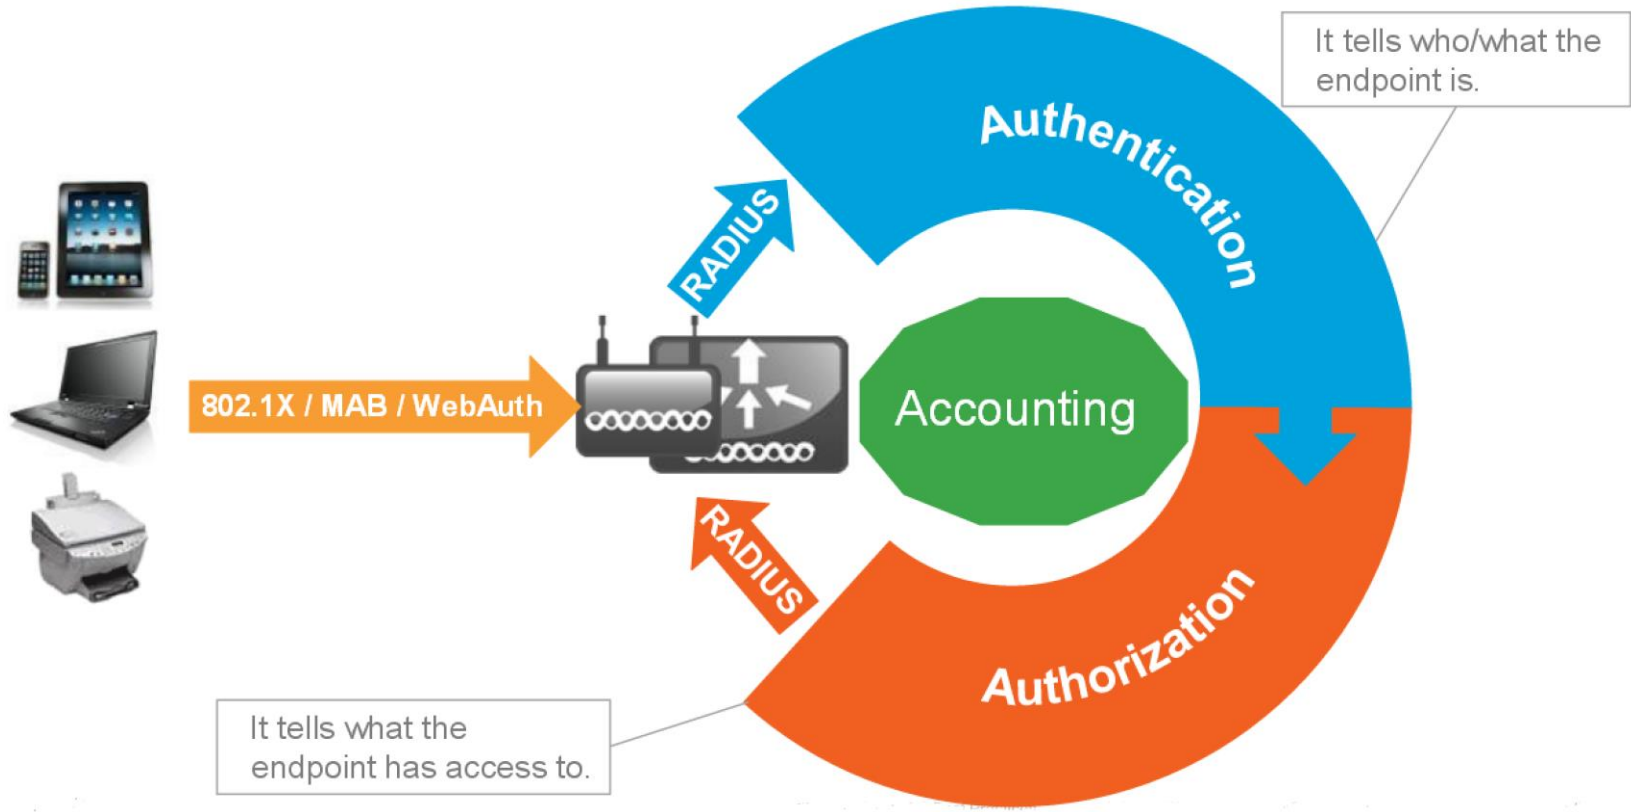 It tells who/what the
endpoint is.
Authentication
RADIUS
802.1X / MAB / WebAuth
Accounting
RADIUS
Authorization
It tells what the
endpoint has access to.